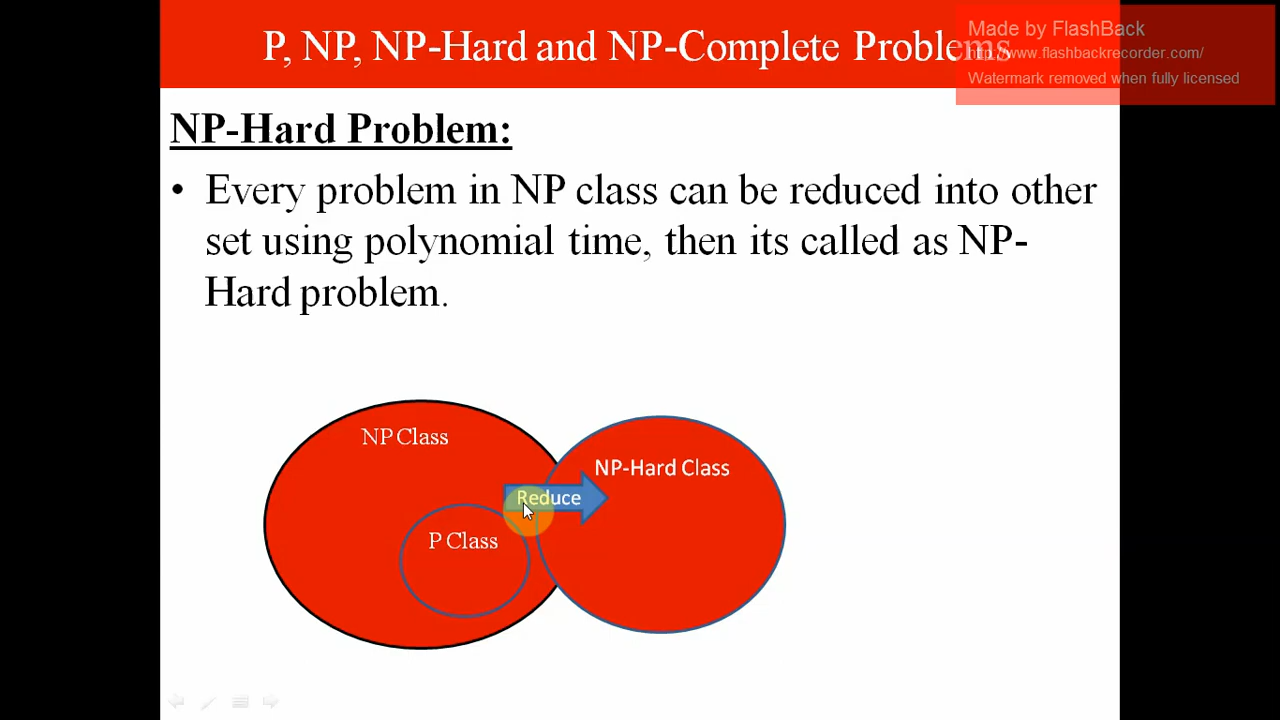 P, NP, NP-Hard and NP-Complete Problems
Made by FlashBack
http://www.flashbackrecorder.com/
Watermark removed when fully licensed
NP-Hard Problem:
• Every problem in NP class can be reduced into other
set using polynomial time, then its called as NP-
Hard problem.
NP Class
NP-Hard Class
Reduce
P Class